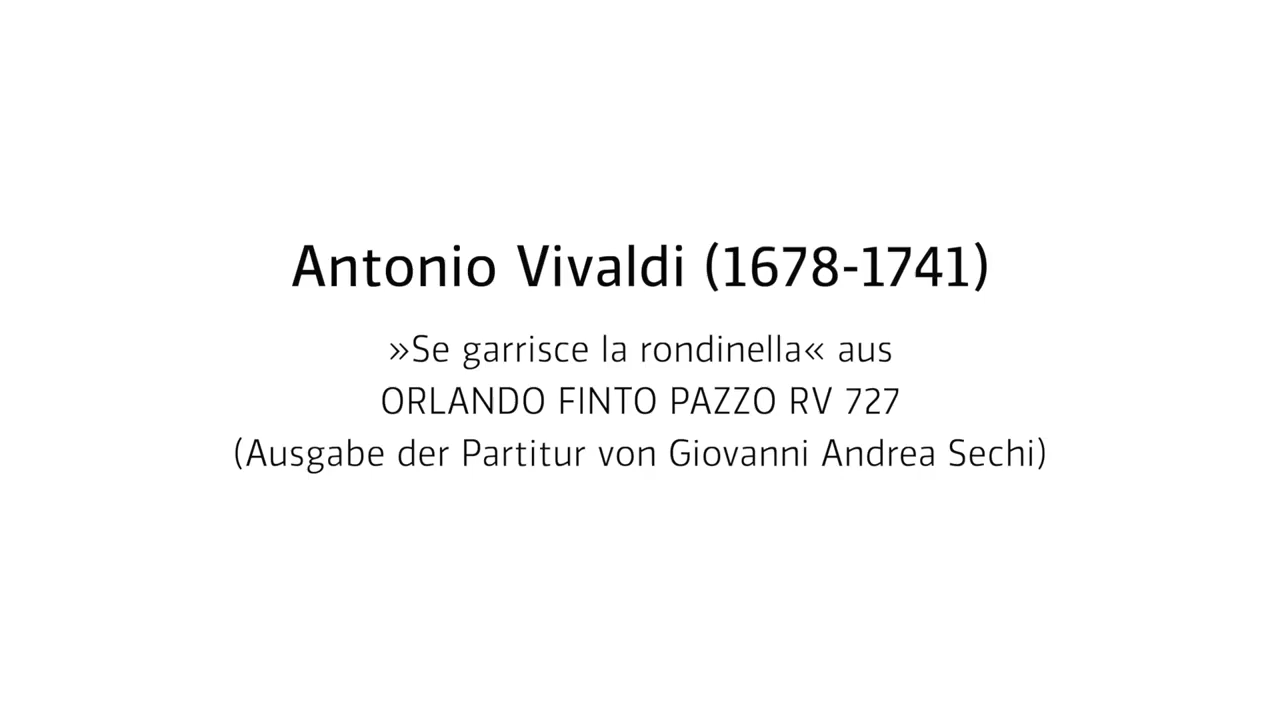 Antonio Vivaldi (1678-1741)
»Se garrisce la rondinella« aus
ORLANDO FINTO PAZZO RV 727
(Ausgabe der Partitur von Giovanni Andrea Sechi)